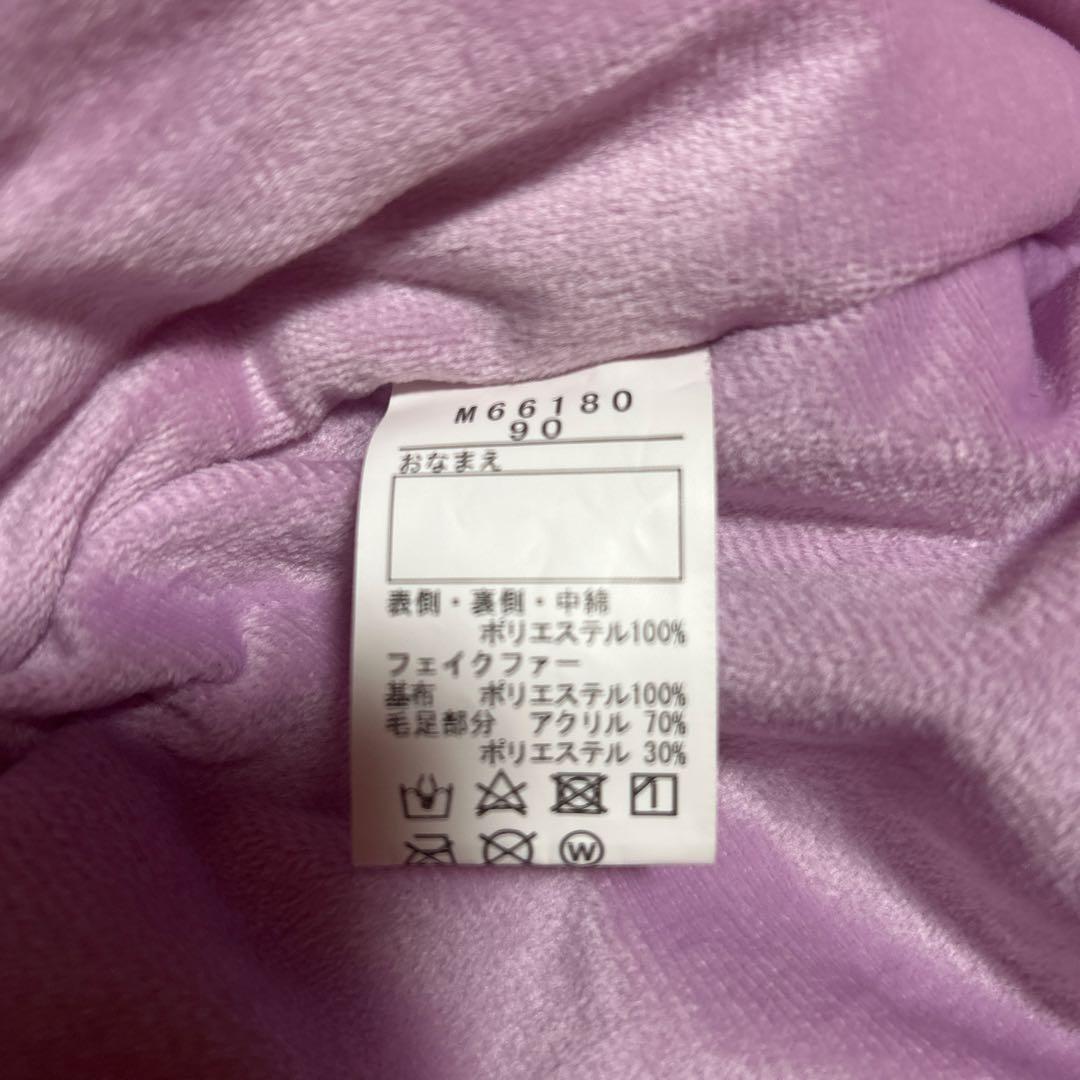 M66180
90
おなまえ
表側・裏側・中綿
ポリエステル100%
フェイクファー
基布 ポリエステル100%
毛足部分 アクリル 70%
ポリエステル 30%
W